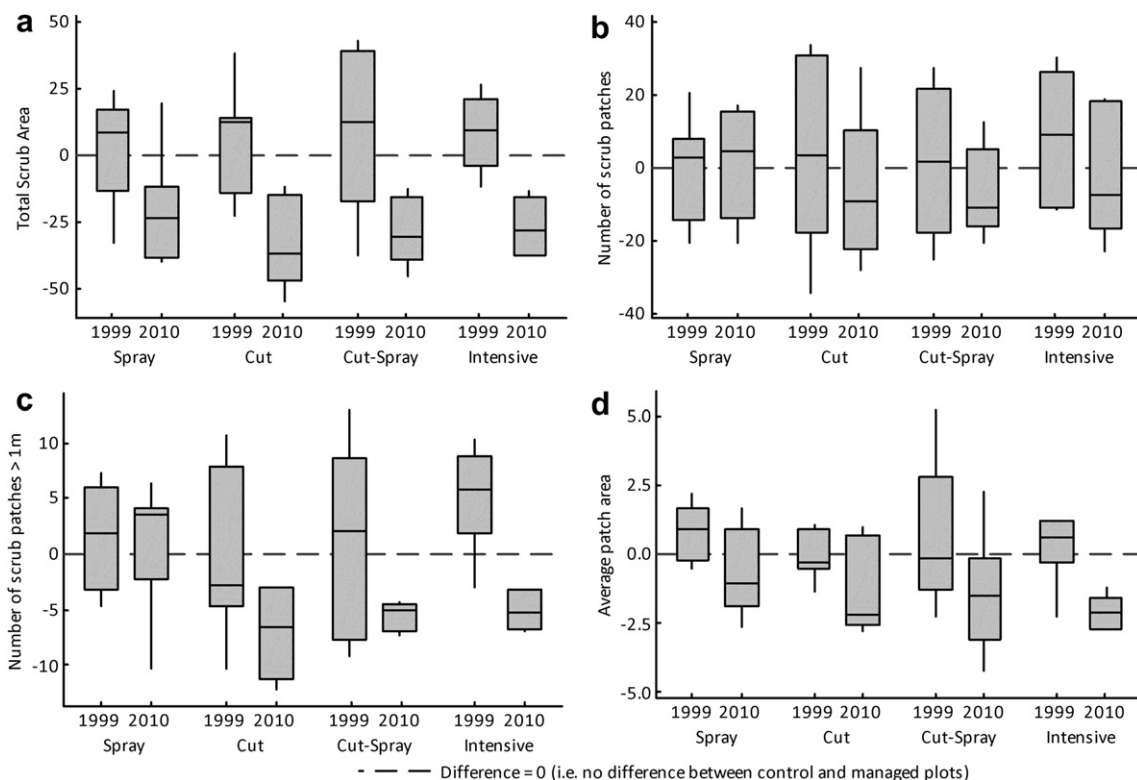 a
Total Scrub Area
50
25
0
-25
-50
1999 2010 1999 2010 1999 2010 1999 2010
Spray Cut Cut-Spray Intensive
b
Number of scrub patches
40
20
0
-20
-40
1999 2010 1999 2010 1999 2010 1999 2010
Spray Cut Cut-Spray Intensive
c
Number of scrub patches > 1m
10
5
0
-5
-10
1999 2010 1999 2010 1999 2010 1999 2010
Spray Cut Cut-Spray Intensive
d
Average patch area
5.0
2.5
0.0
-2.5
-5.0
1999 2010 1999 2010 1999 2010 1999 2010
Spray Cut Cut-Spray Intensive
Difference = 0 (i.e. no difference between control and managed plots)